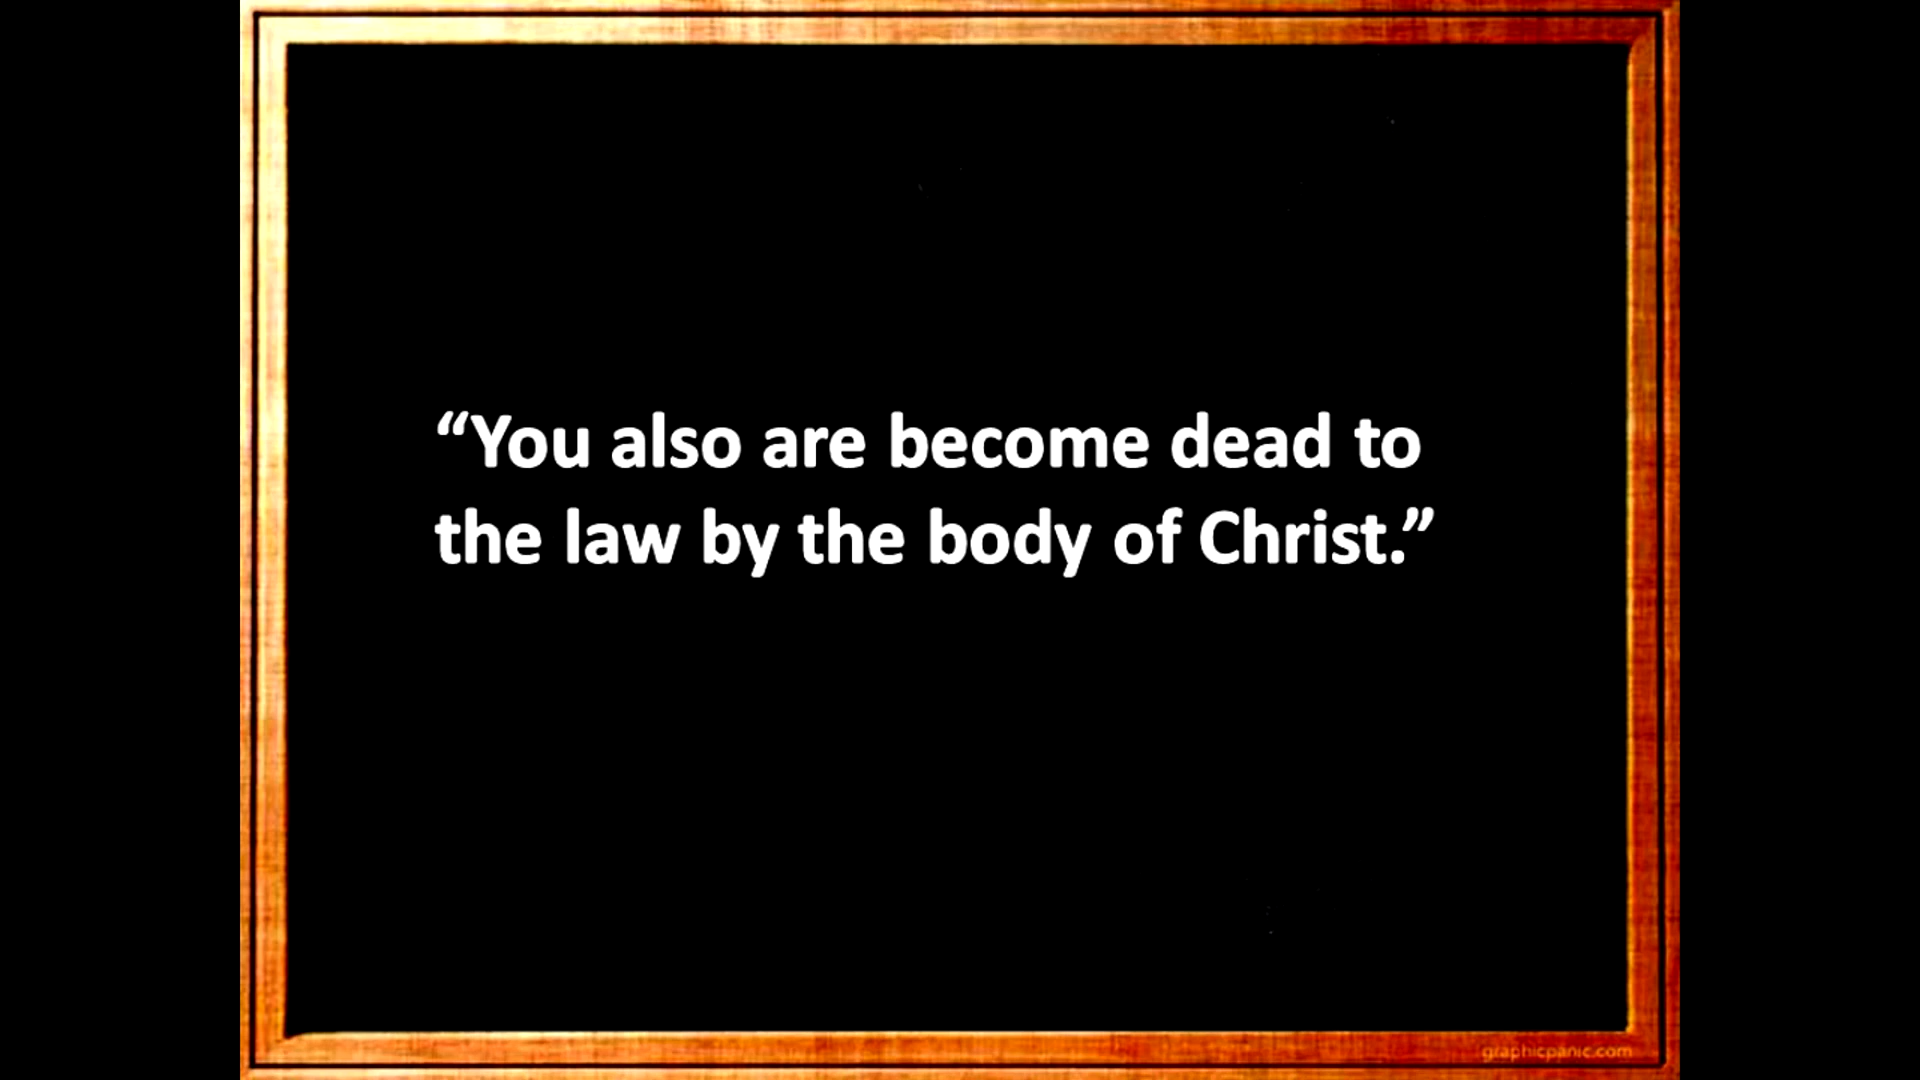 “You also are become dead to
the law by the body of Christ.”
graphicpanic.com